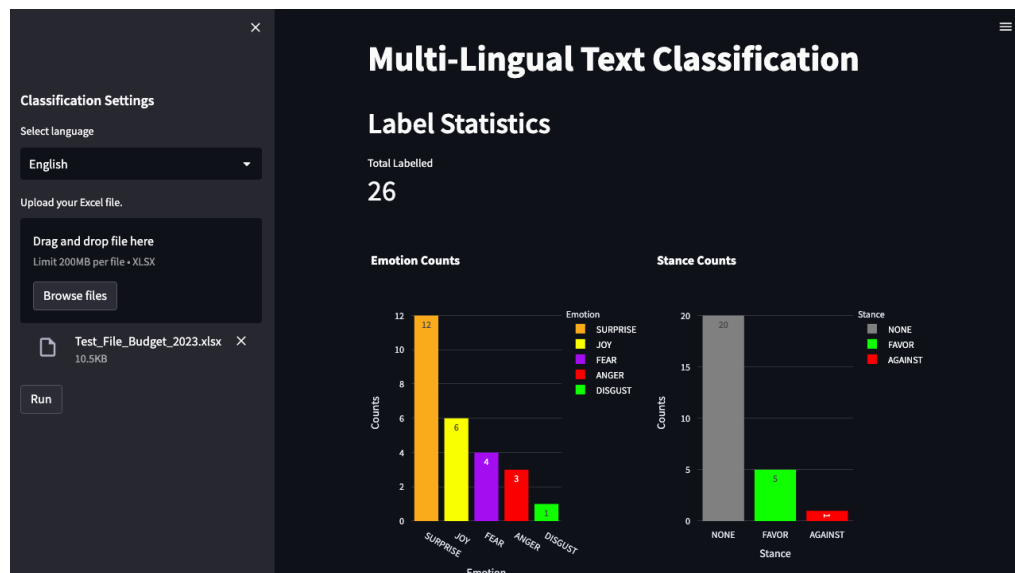 Classification Settings
Select language
English
Upload your Excel file.
Drag and drop file here
Limit 200MB per file • XLSX
Browse files
Test_File_Budget_2023.xlsx
10.5KB
Run
Multi-Lingual Text Classification
Label Statistics
Total Labelled
26
Emotion Counts
Counts
12
10
8
6
4
2
0
12
6
4
3
1
SURPRISE
JOY
FEAR
ANGER
DISGUST
Emotion
Emotion
SURPRISE
JOY
FEAR
ANGER
DISGUST
Stance Counts
Counts
20
15
10
5
0
20
5
1
NONE
FAVOR
AGAINST
Stance
Stance
NONE
FAVOR
AGAINST